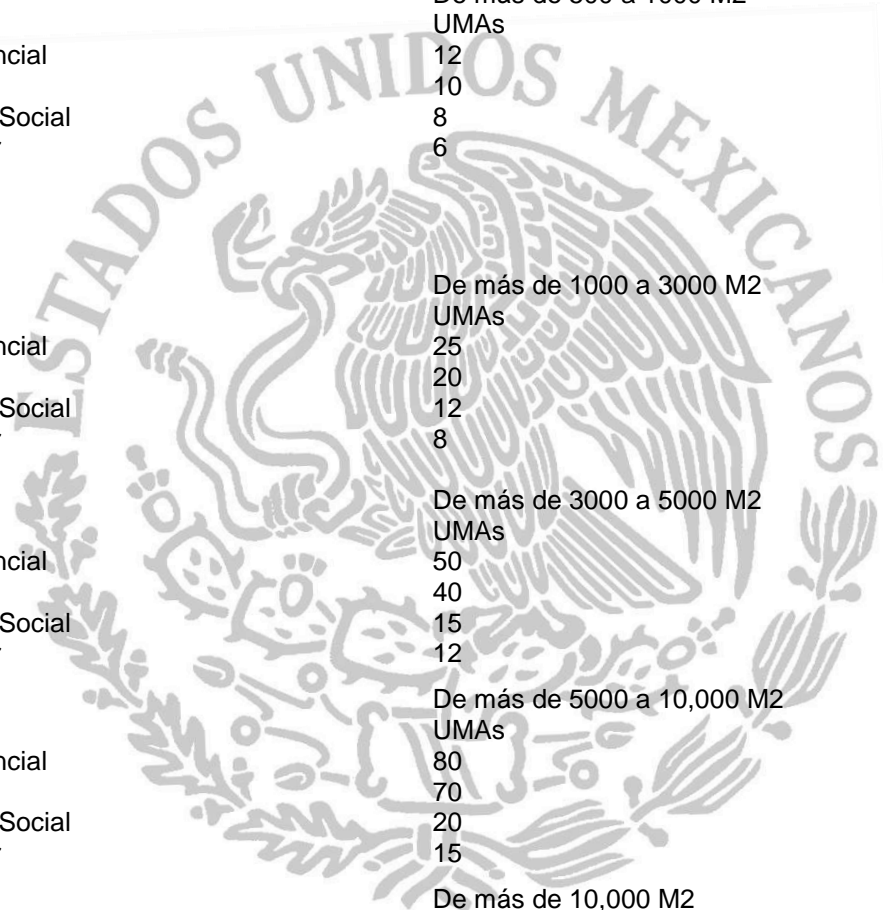 UMAs
ncial 12
10
Social 8
6
ESTADOS UNIDOS MEXICANOS
De más de 1000 a 3000 M2
UMAs
ncial 25
20
Social 12
8
De más de 3000 a 5000 M2
UMAs
ncial 50
40
Social 15
12
De más de 5000 a 10,000 M2
UMAs
ncial 80
70
Social 20
15
De más de 10,000 M2